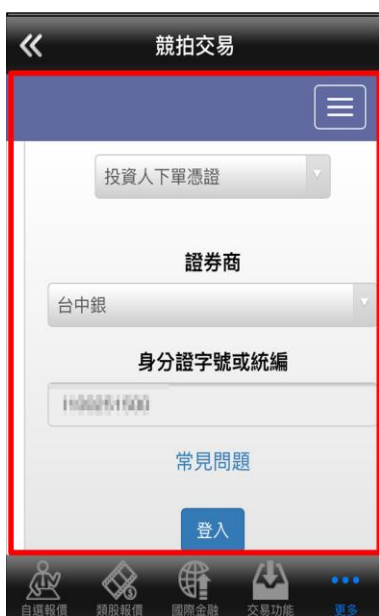 競拍交易
投資人下單憑證
證券商
台中銀
身分證字號或統編
常見問題
登入
自選報價
類股報價
國際金融
交易功能
更多